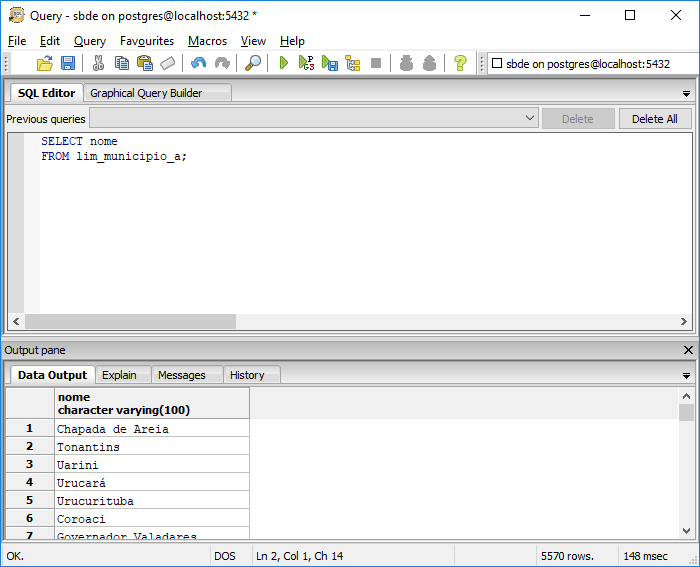 Query - sbde on postgres@localhost:5432 *
File Edit Query Favourites Macros View Help
sbde on postgres@localhost:5432
SQL Editor Graphical Query Builder
Previous queries Delete Delete All
SELECT nome
FROM lim_municipio_a;
Output pane
Data Output Explain Messages History
nome
character varying(100)
1 Chapada de Areia
2 Tonantins
3 Uarini
4 Urucará
5 Urucurituba
6 Coroaci
7 Governador Valadares
OK. DOS Ln 2, Col 1, Ch 14 5570 rows. 148 msec